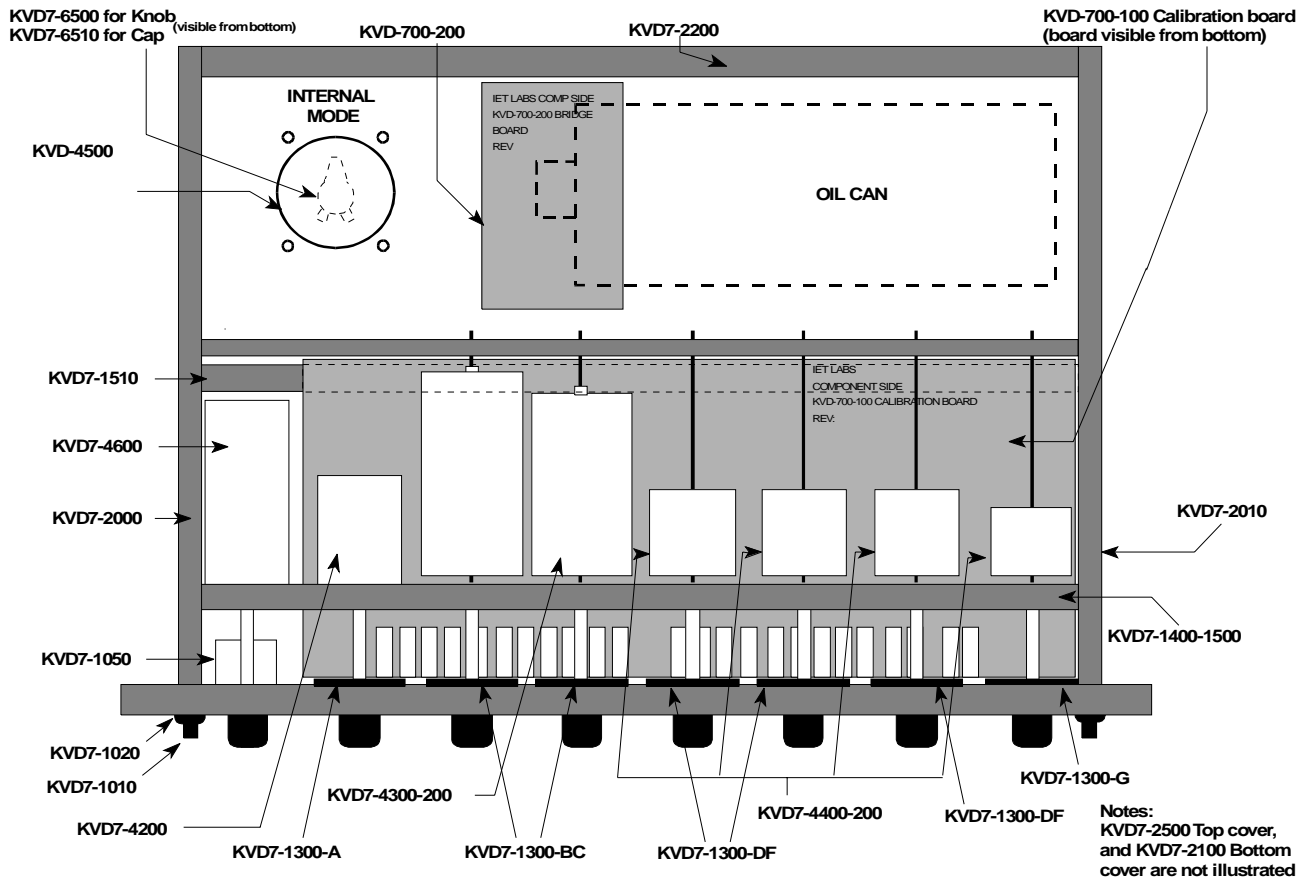 KVD7-6500 for Knob (visible from bottom)
KVD7-6510 for Cap
KVD-700-200
KVD7-2200
KVD-700-100 Calibration board
(board visible from bottom)
INTERNAL
MODE
KVD-4500
IET LABS COMP SIDE
KVD-700-200 BRIDGE
BOARD
REV
OIL CAN
KVD7-1510
IET LABS
COMPONENT SIDE
KVD-700-100 CALIBRATION BOARD
REV:
KVD7-4600
KVD7-2000
KVD7-2010
KVD7-1400-1500
KVD7-1050
KVD7-1020
KVD7-1010
KVD7-4200
KVD7-1300-A
KVD7-4300-200
KVD7-1300-BC
KVD7-1300-DF
KVD7-4400-200
KVD7-1300-DF
KVD7-1300-G
Notes:
KVD7-2500 Top cover,
and KVD7-2100 Bottom
cover are not illustrated